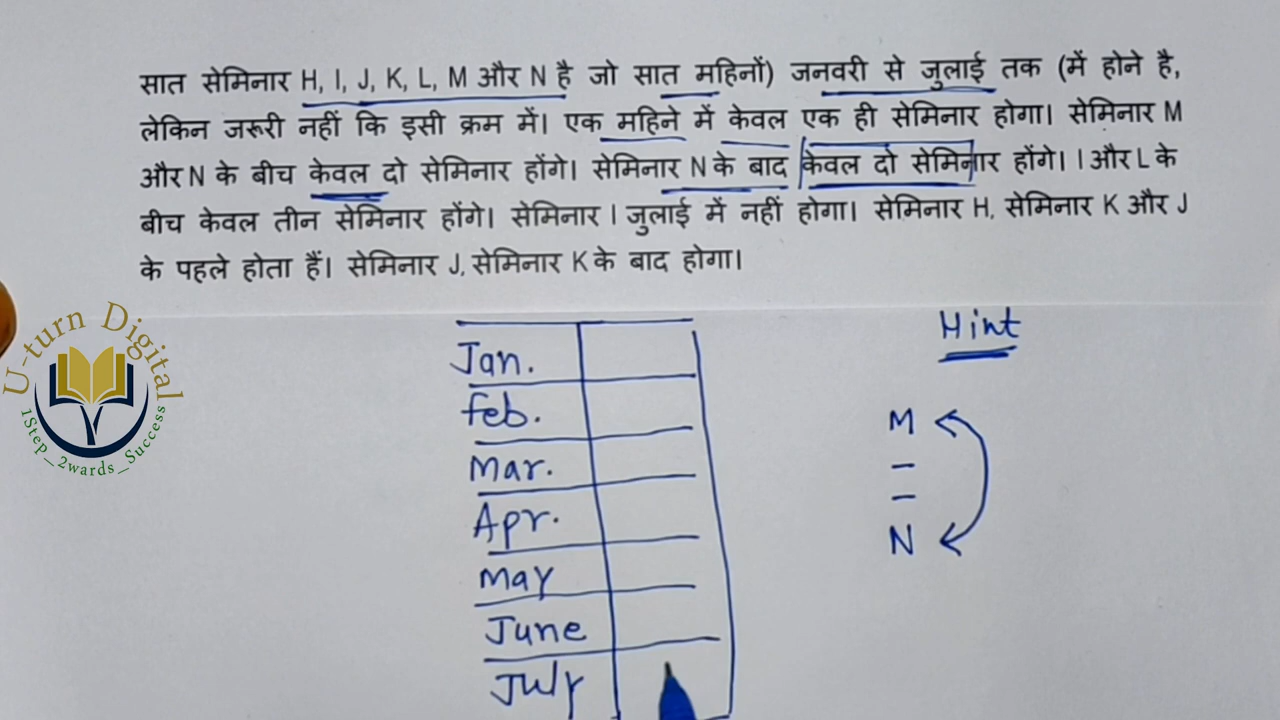 सात सेमिनार H, I, J, K, L, M और N है जो सात महिनों) जनवरी से जुलाई तक (में होने है,
लेकिन जरूरी नहीं कि इसी क्रम में। एक महिने में केवल एक ही सेमिनार होगा। सेमिनार M
और N के बीच केवल दो सेमिनार होंगे। सेमिनार N के बाद केवल दो सेमिनार होंगे। I और L के
बीच केवल तीन सेमिनार होंगे। सेमिनार I जुलाई में नहीं होगा। सेमिनार H, सेमिनार K और J
के पहले होता हैं। सेमिनार J, सेमिनार K के बाद होगा।
U-turn Digital
1Step_2wards_Success
Jan.
feb.
Mar.
Apr.
May
June
July
Hint
M
–
–
N